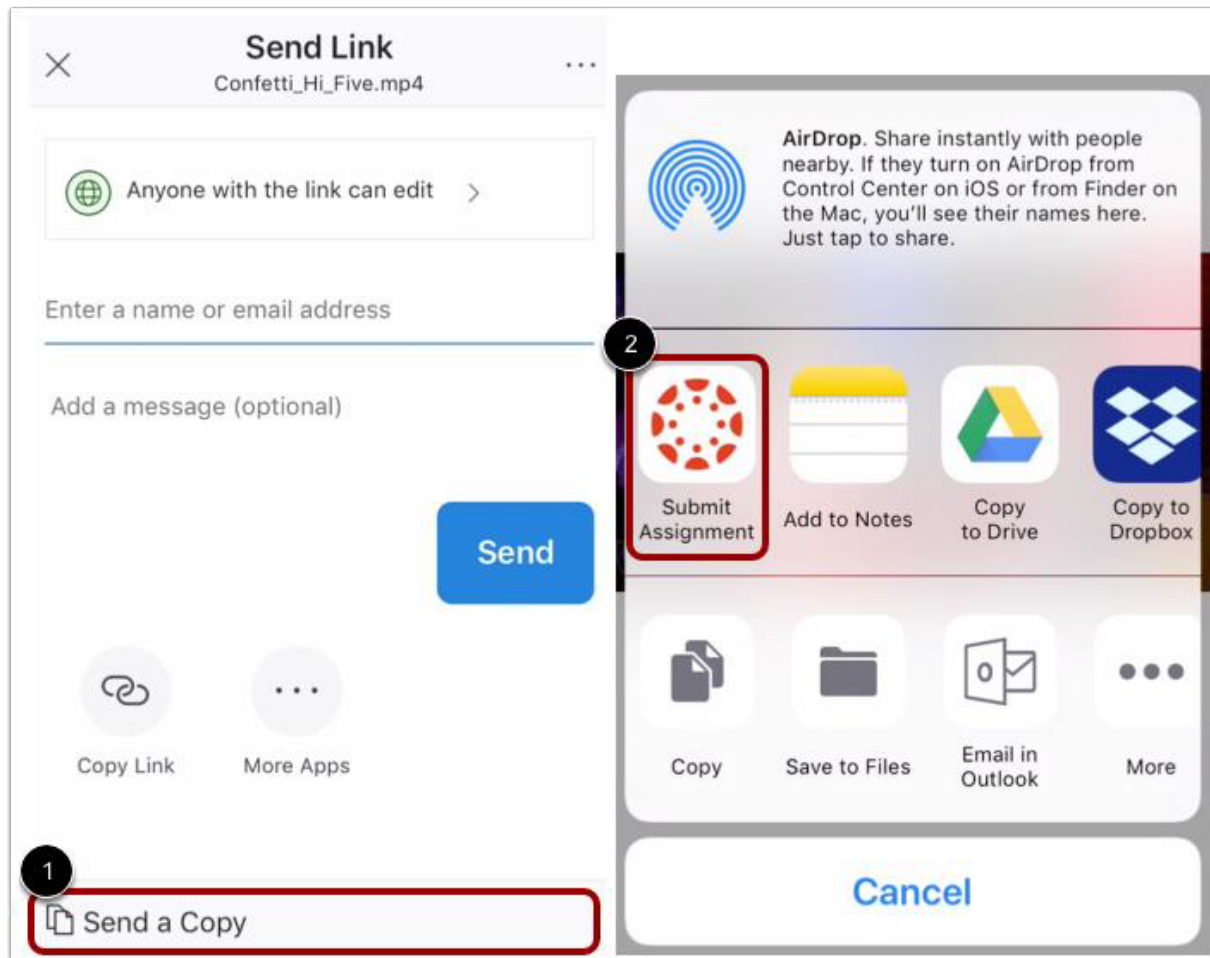 Send Link
Confetti_Hi_Five.mp4
Anyone with the link can edit
Enter a name or email address
Add a message (optional)
Send
Copy Link
More Apps
1
Send a Copy
AirDrop. Share instantly with people
nearby. If they turn on AirDrop from
Control Center on iOS or from Finder on
the Mac, you'll see their names here.
Just tap to share.
2
Submit
Assignment
Add to Notes
Copy
to Drive
Copy to
Dropbox
Copy
Save to Files
o
Email in
Outlook
More
Cancel